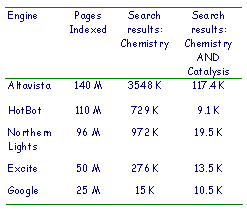 Engine Pages Indexed Search results: Chemistry Search results: Chemistry AND Catalysis
Altavista 140 M 3548 K 117.4 K
HotBot 110 M 729 K 9.1 K
Northern Lights 96 M 972 K 19.5 K
Excite 50 M 276 K 13.5 K
Google 25 M 15 K 10.5 K